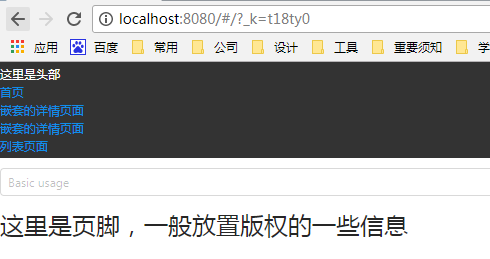 localhost:8080/#/?_k=t18ty0
应用 百度 常用 公司 设计 工具 重要须知 学
这里是头部
首页
嵌套的详情页面
嵌套的详情页面
列表页面
Basic usage
这里是页脚，一般放置版权的一些信息